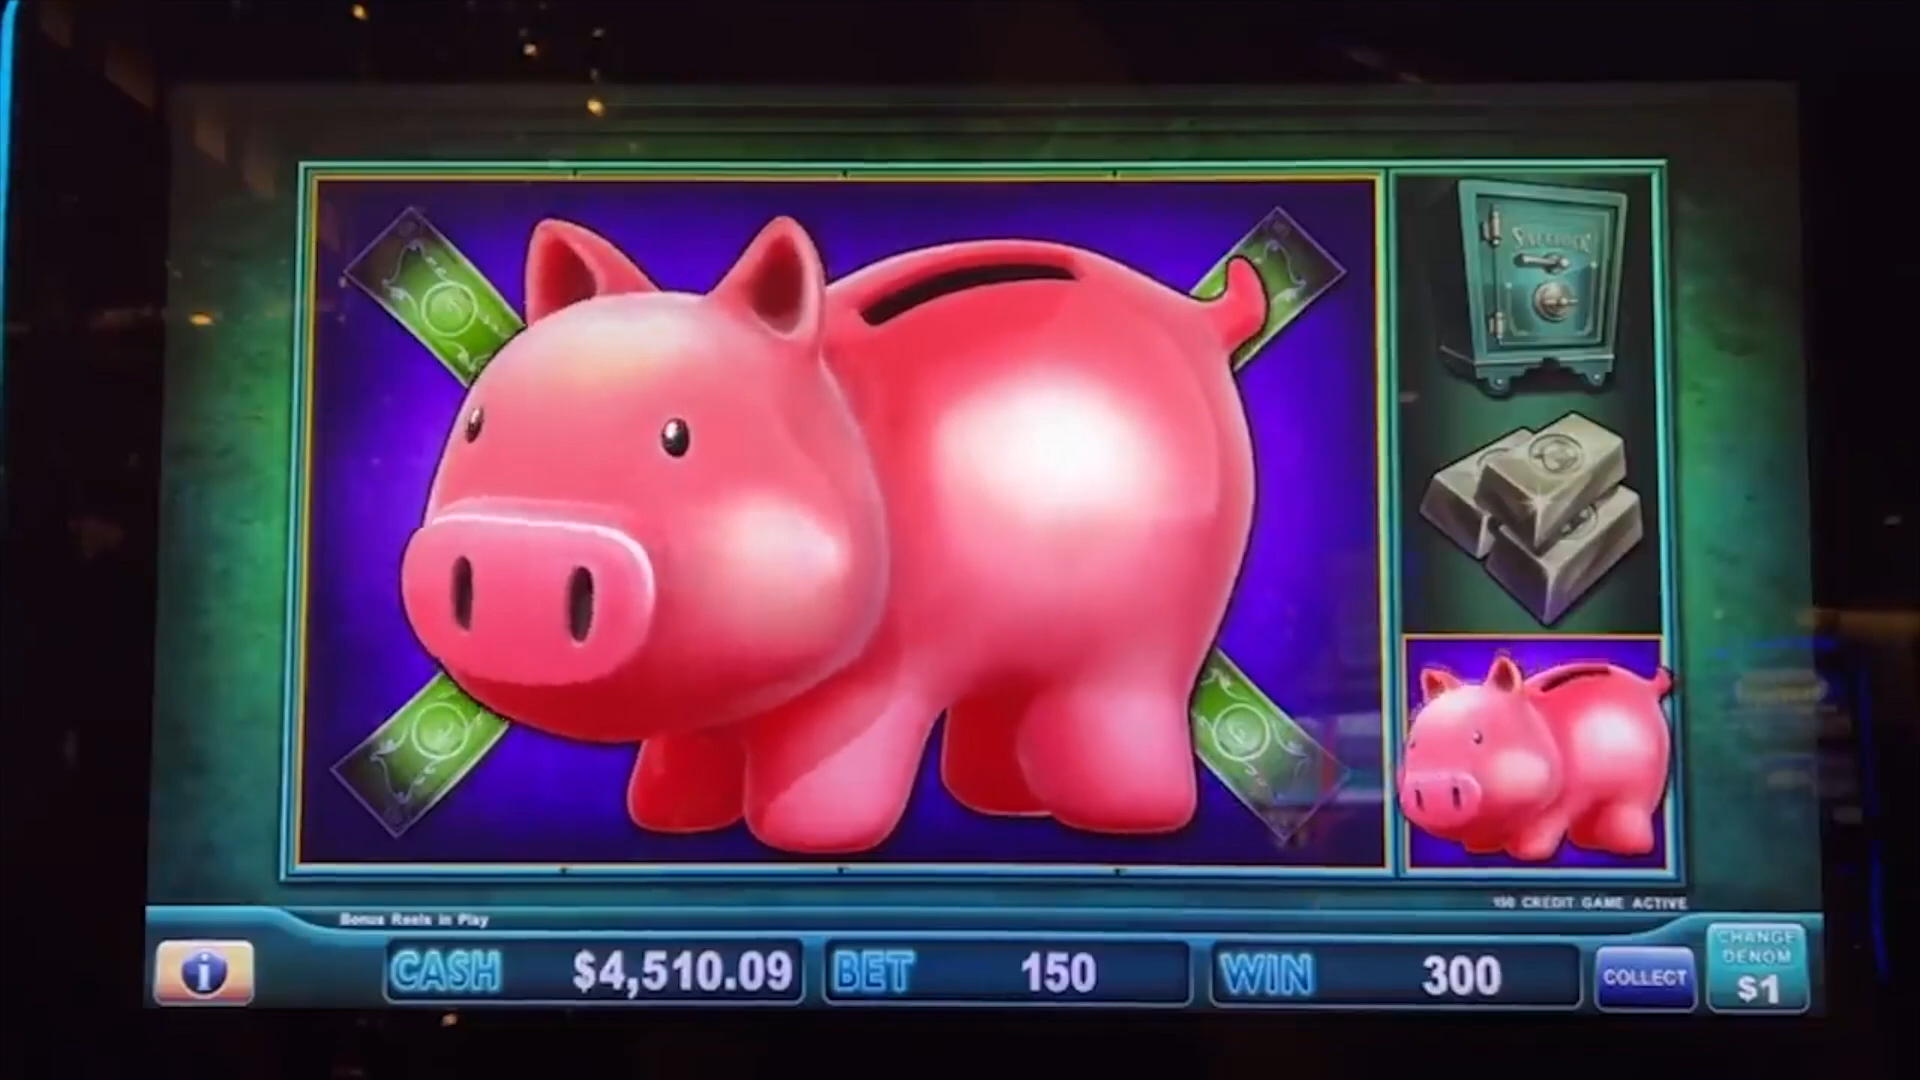 SAFELOCK
150 CREDIT GAME ACTIVE
Bonus Reels in Play
CASH $4,510.09
BET 150
WIN 300
COLLECT
CHANGE
DENOM
$1